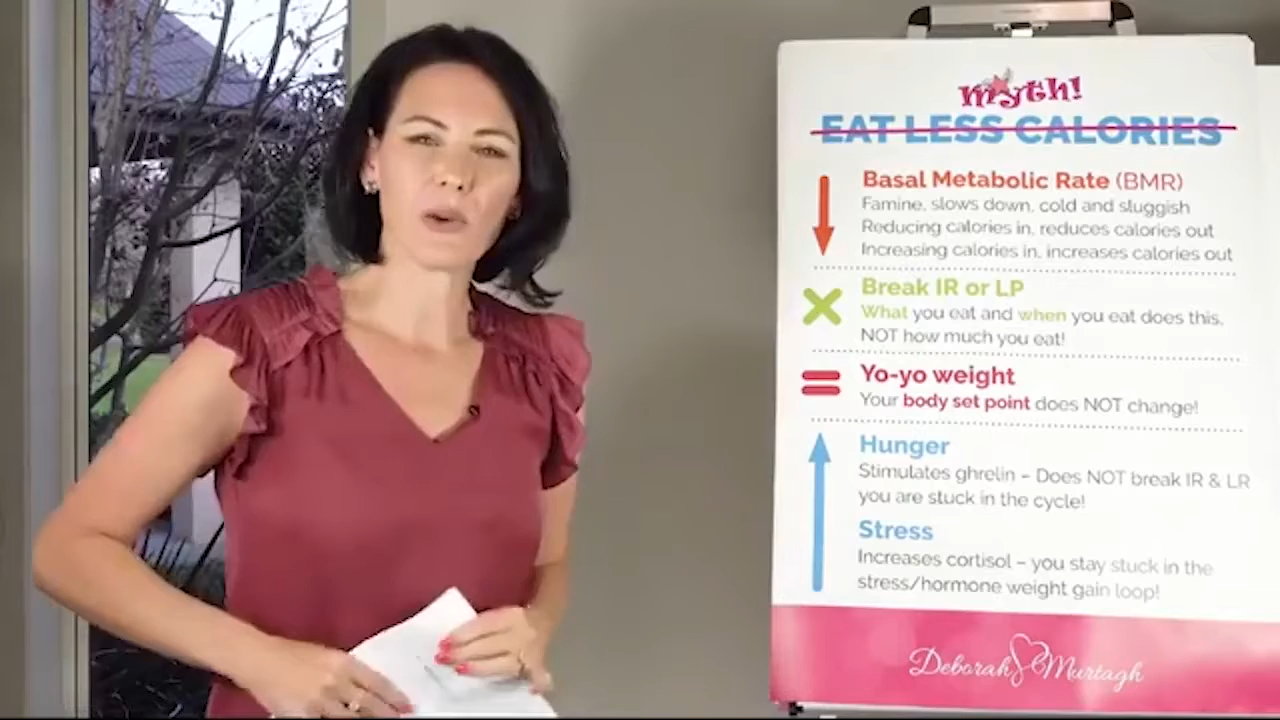 myth!
EAT LESS CALORIES
Basal Metabolic Rate (BMR)
Famine, slows down, cold and sluggish
Reducing calories in, reduces calories out
Increasing calories in, increases calories out
Break IR or LP
What you eat and when you eat does this,
NOT how much you eat!
Yo-yo weight
Your body set point does NOT change!
Hunger
Stimulates ghrelin – Does NOT break IR & LR
you are stuck in the cycle!
Stress
Increases cortisol – you stay stuck in the
stress/hormone weight gain loop!
Deborah Murtagh